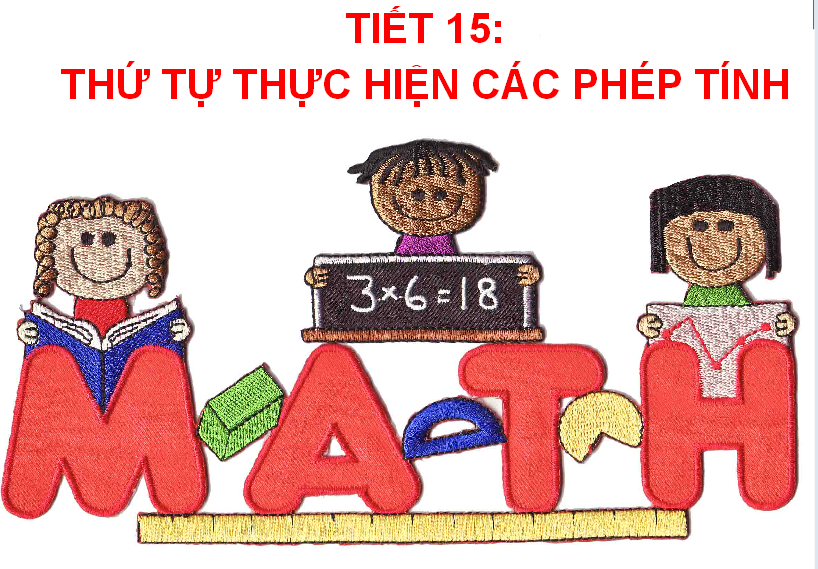 TIẾT 15:
THỨ TỰ THỰC HIỆN CÁC PHÉP TÍNH
3×6=18
MATH